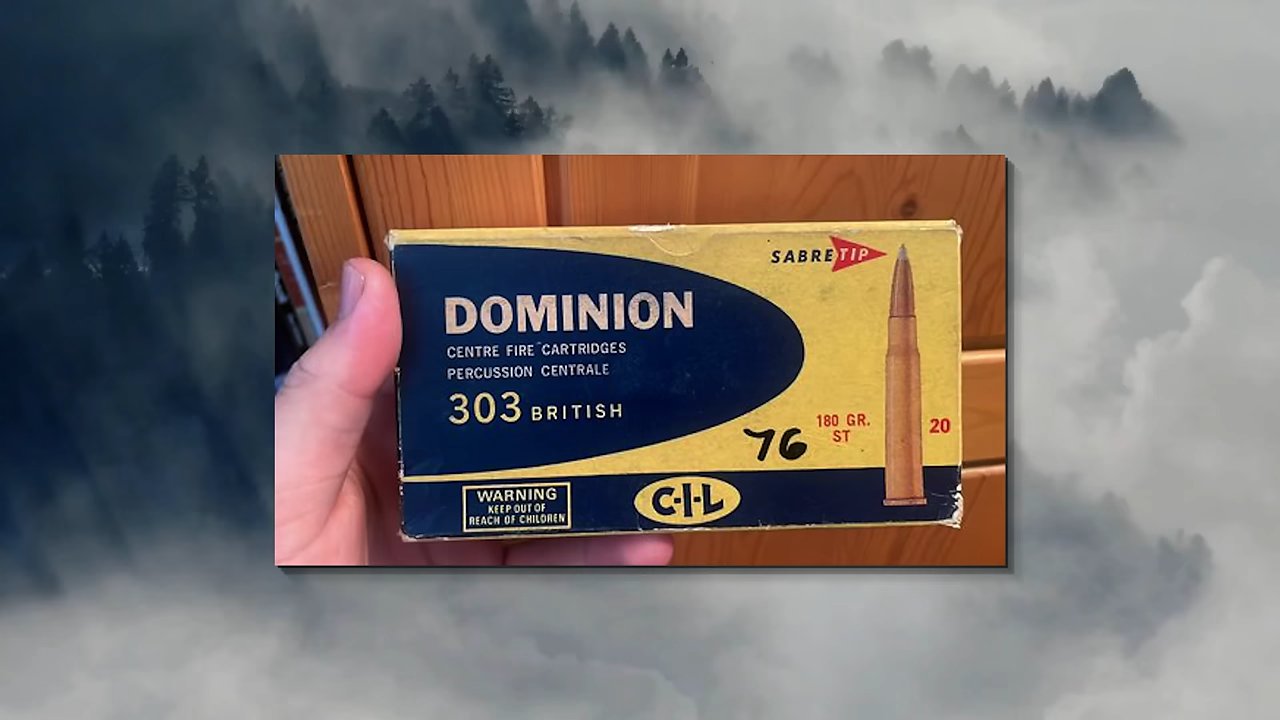 SABRE TIP
DOMINION
CENTRE FIRE CARTRIDGES
PERCUSSION CENTRALE
303 BRITISH
76
180 GR.
ST
20
WARNING
KEEP OUT OF
REACH OF CHILDREN
C-I-L